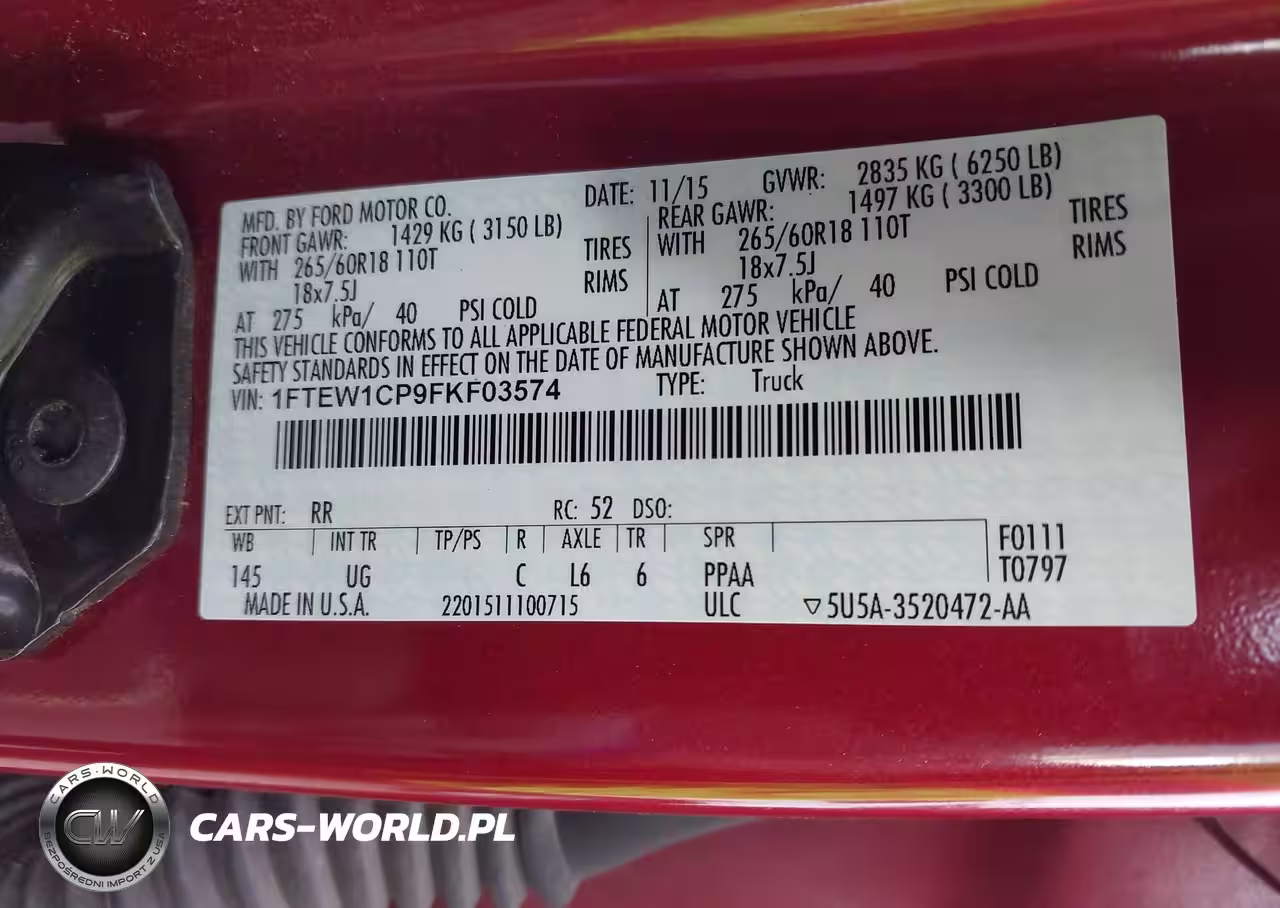 MFD. BY FORD MOTOR CO. DATE: 11/15 GVWR: 2835 KG ( 6250 LB)
FRONT GAWR: 1429 KG ( 3150 LB) REAR GAWR: 1497 KG ( 3300 LB)
WITH 265/60R18 110T TIRES WITH 265/60R18 110T TIRES
18x7.5J RIMS 18x7.5J RIMS
AT 275 kPa/ 40 PSI COLD AT 275 kPa/ 40 PSI COLD
THIS VEHICLE CONFORMS TO ALL APPLICABLE FEDERAL MOTOR VEHICLE
SAFETY STANDARDS IN EFFECT ON THE DATE OF MANUFACTURE SHOWN ABOVE.
VIN: 1FTEW1CP9FKF03574 TYPE: Truck
EXT PNT: RR RC: 52 DSO:
WB INT TR TP/PS R AXLE TR SPR F0111
145 UG C L6 6 PPAA T0797
MADE IN U.S.A. 2201511100715 ULC ▽5U5A-3520472-AA
CARS-WORLD
CW
BEZPOŚREDNI IMPORT Z USA
CARS-WORLD.PL